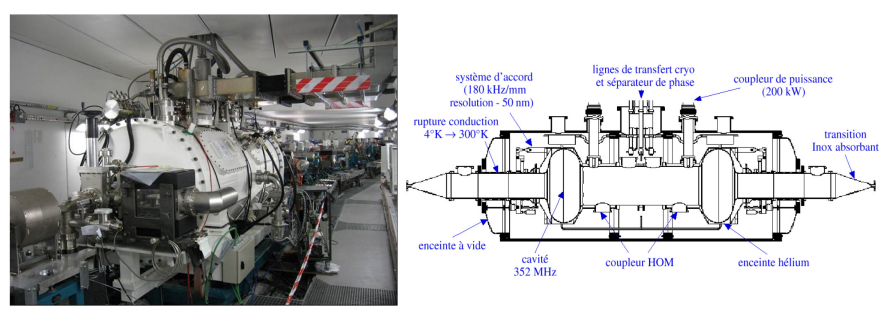 système d'accord
(180 kHz/mm
resolution - 50 nm)
rupture conduction
4°K → 300°K
lignes de transfert cryo
et séparateur de phase
coupleur de puissance
(200 kW)
transition
Inox absorbant
enceinte à vide
cavité
352 MHz
coupleur HOM
enceinte hélium